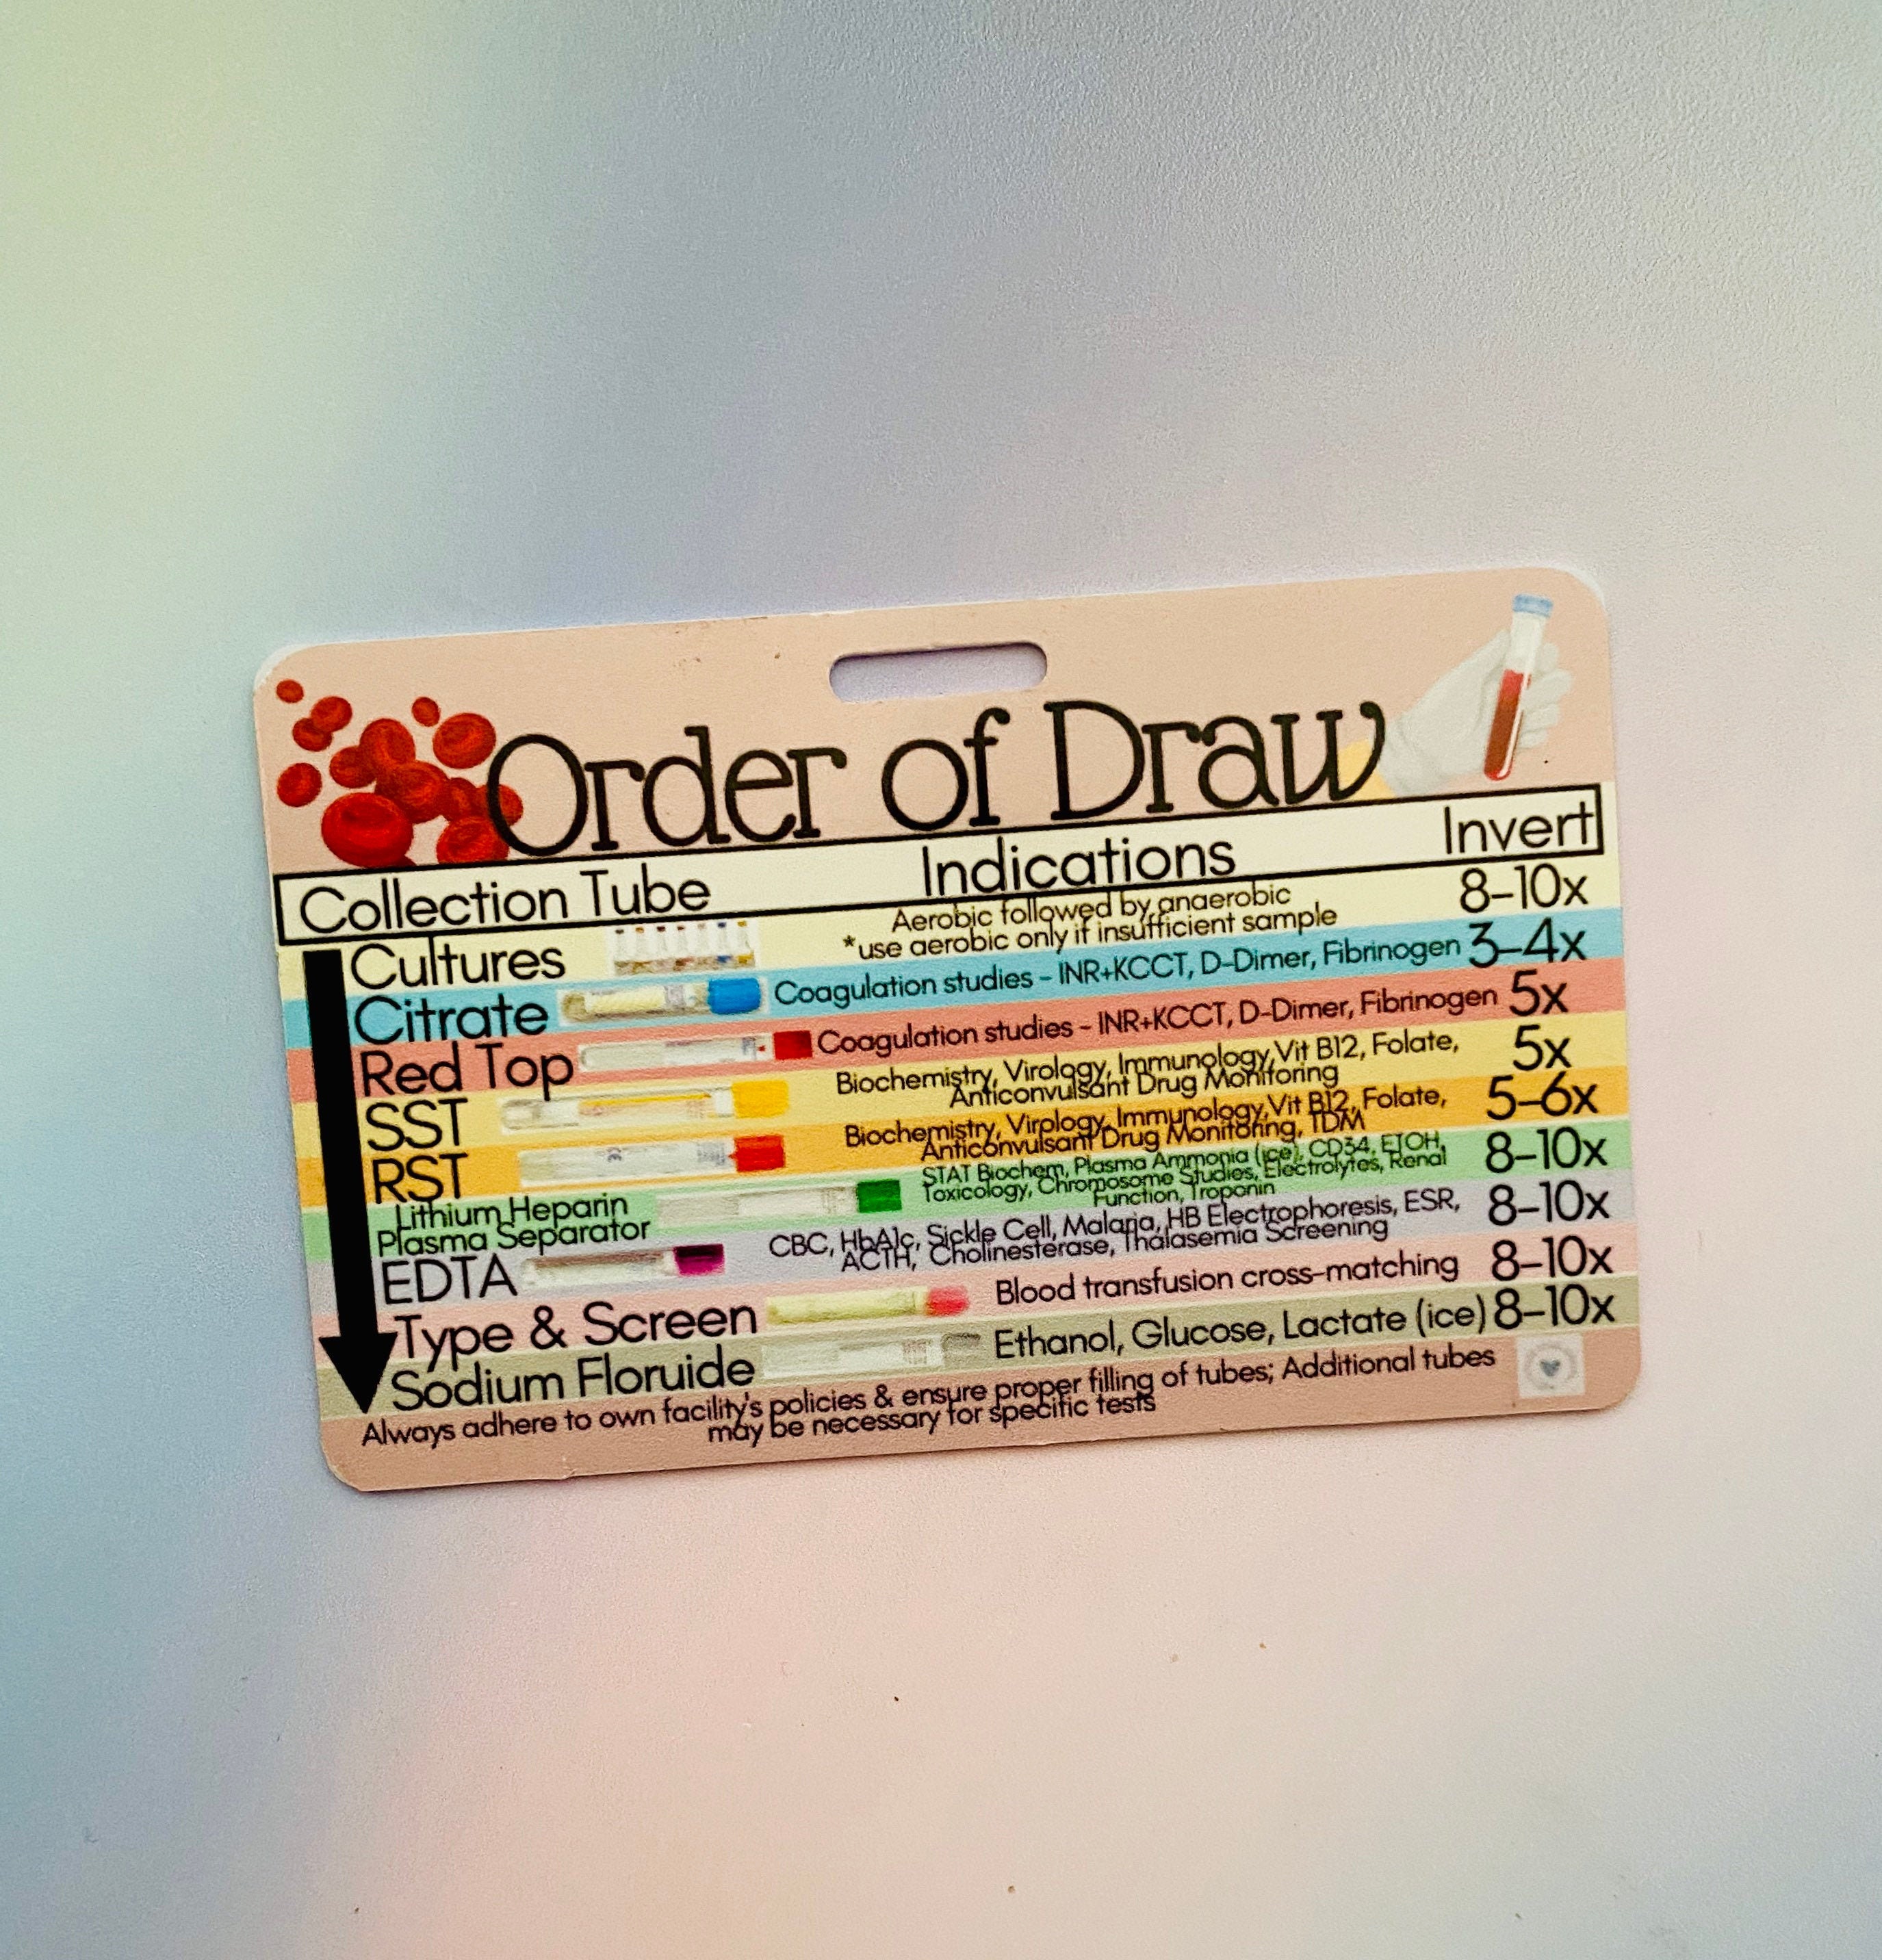 Order of Draw
Collection Tube Indications Invert
Cultures Aerobic followed by anaerobic 8-10x
*use aerobic only if insufficient sample
Citrate Coagulation studies - INR+KCCT, D-Dimer, Fibrinogen 3-4x
Red Top Coagulation studies - INR+KCCT, D-Dimer, Fibrinogen 5x
SST Biochemistry, Virology, Immunology,Vit B12, Folate, 5x
Anticonvulsant Drug Monitoring
RST Biochemistry, Virology, Immunology,Vit B12, Folate, 5-6x
Anticonvulsant Drug Monitoring, TDM
Lithium Heparin STAT Biochem, Plasma Ammonia (ice), CD34, ETOH, 8-10x
Plasma Separator Toxicology, Chromosome Studies, Electrolytes, Renal
Function, Troponin
EDTA CBC, HbA1c, Sickle Cell, Malaria, HB Electrophoresis, ESR, 8-10x
ACTH, Cholinesterase, Thalasemia Screening
Type & Screen Blood transfusion cross-matching 8-10x
Sodium Floruide Ethanol, Glucose, Lactate (ice) 8-10x
Always adhere to own facility's policies & ensure proper filling of tubes; Additional tubes
may be necessary for specific tests